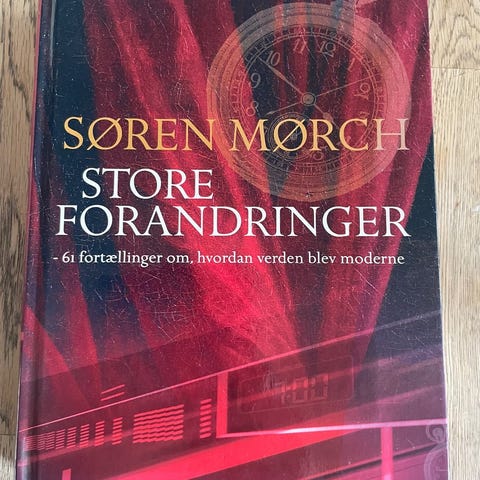 SØREN MØRCH
STORE
FORANDRINGER
- 61 fortællinger om, hvordan verden blev moderne